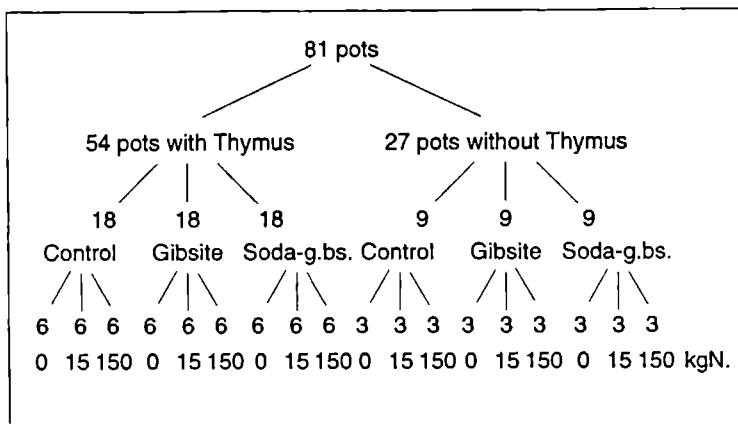 81 pots
54 pots with Thymus 27 pots without Thymus
18 18 18 9 9 9
Control Gibsite Soda-g.bs. Control Gibsite Soda-g.bs.
6 6 6 6 6 6 6 6 6 3 3 3 3 3 3 3 3 3
0 15 150 0 15 150 0 15 150 0 15 150 0 15 150 0 15 150 kgN.